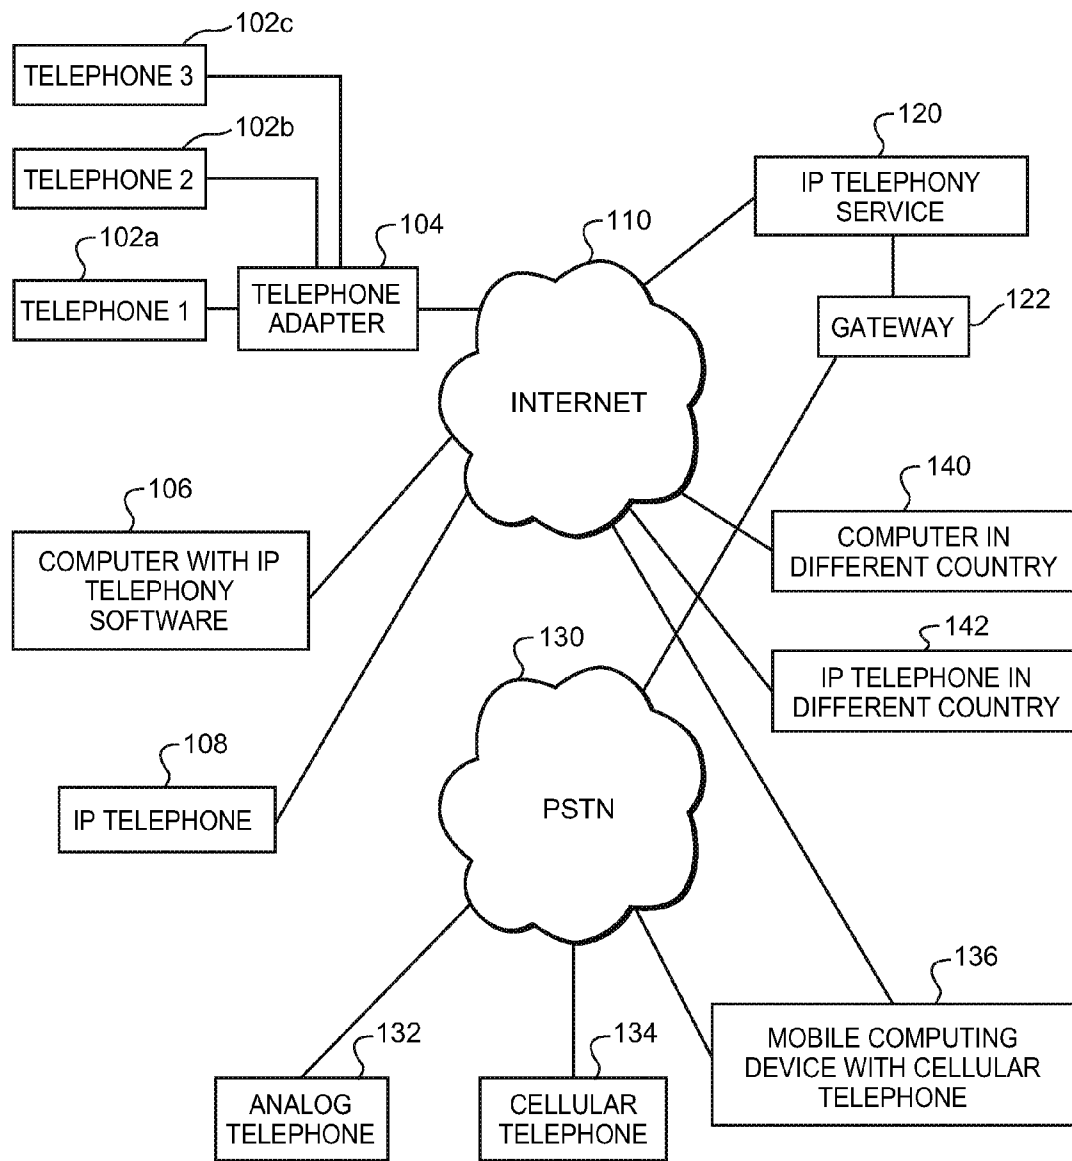 102c
TELEPHONE 3
102b
TELEPHONE 2
102a
TELEPHONE 1
104
TELEPHONE
ADAPTER
110
INTERNET
120
IP TELEPHONY
SERVICE
122
GATEWAY
106
COMPUTER WITH IP
TELEPHONY
SOFTWARE
140
COMPUTER IN
DIFFERENT COUNTRY
142
IP TELEPHONE IN
DIFFERENT COUNTRY
108
IP TELEPHONE
130
PSTN
132
ANALOG
TELEPHONE
134
CELLULAR
TELEPHONE
136
MOBILE COMPUTING
DEVICE WITH CELLULAR
TELEPHONE